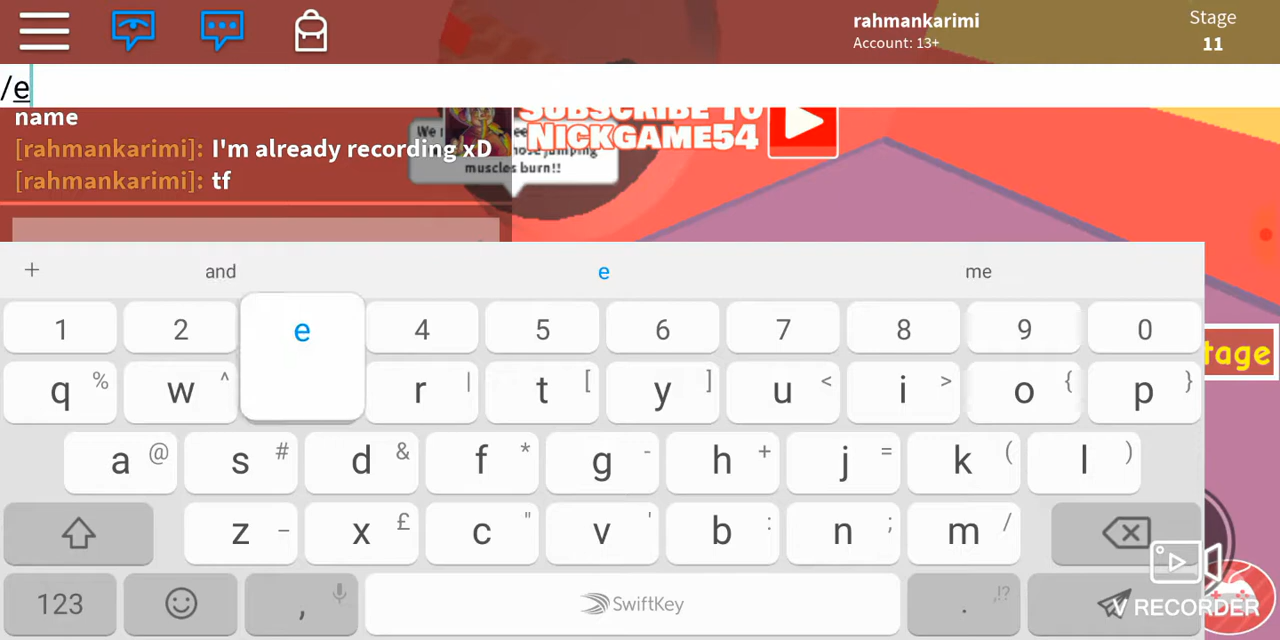 rahmankarimi
Account: 13+
Stage
11
/e
name
[rahmankarimi]: I'm already recording xD
[rahmankarimi]: tf
We
muscles burn!!
SUBSCRIBE TO
NICKGAME54
+ and e me
1 2 e 4 5 6 7 8 9 0
q % w ^ r | t [ y ] u < i > o { p }
tage
a @ s # d & f * g - h + j = k ( l )
z _ x £ c " v ' b : n ; m /
123 , SwiftKey . ,!?
V RECORDER